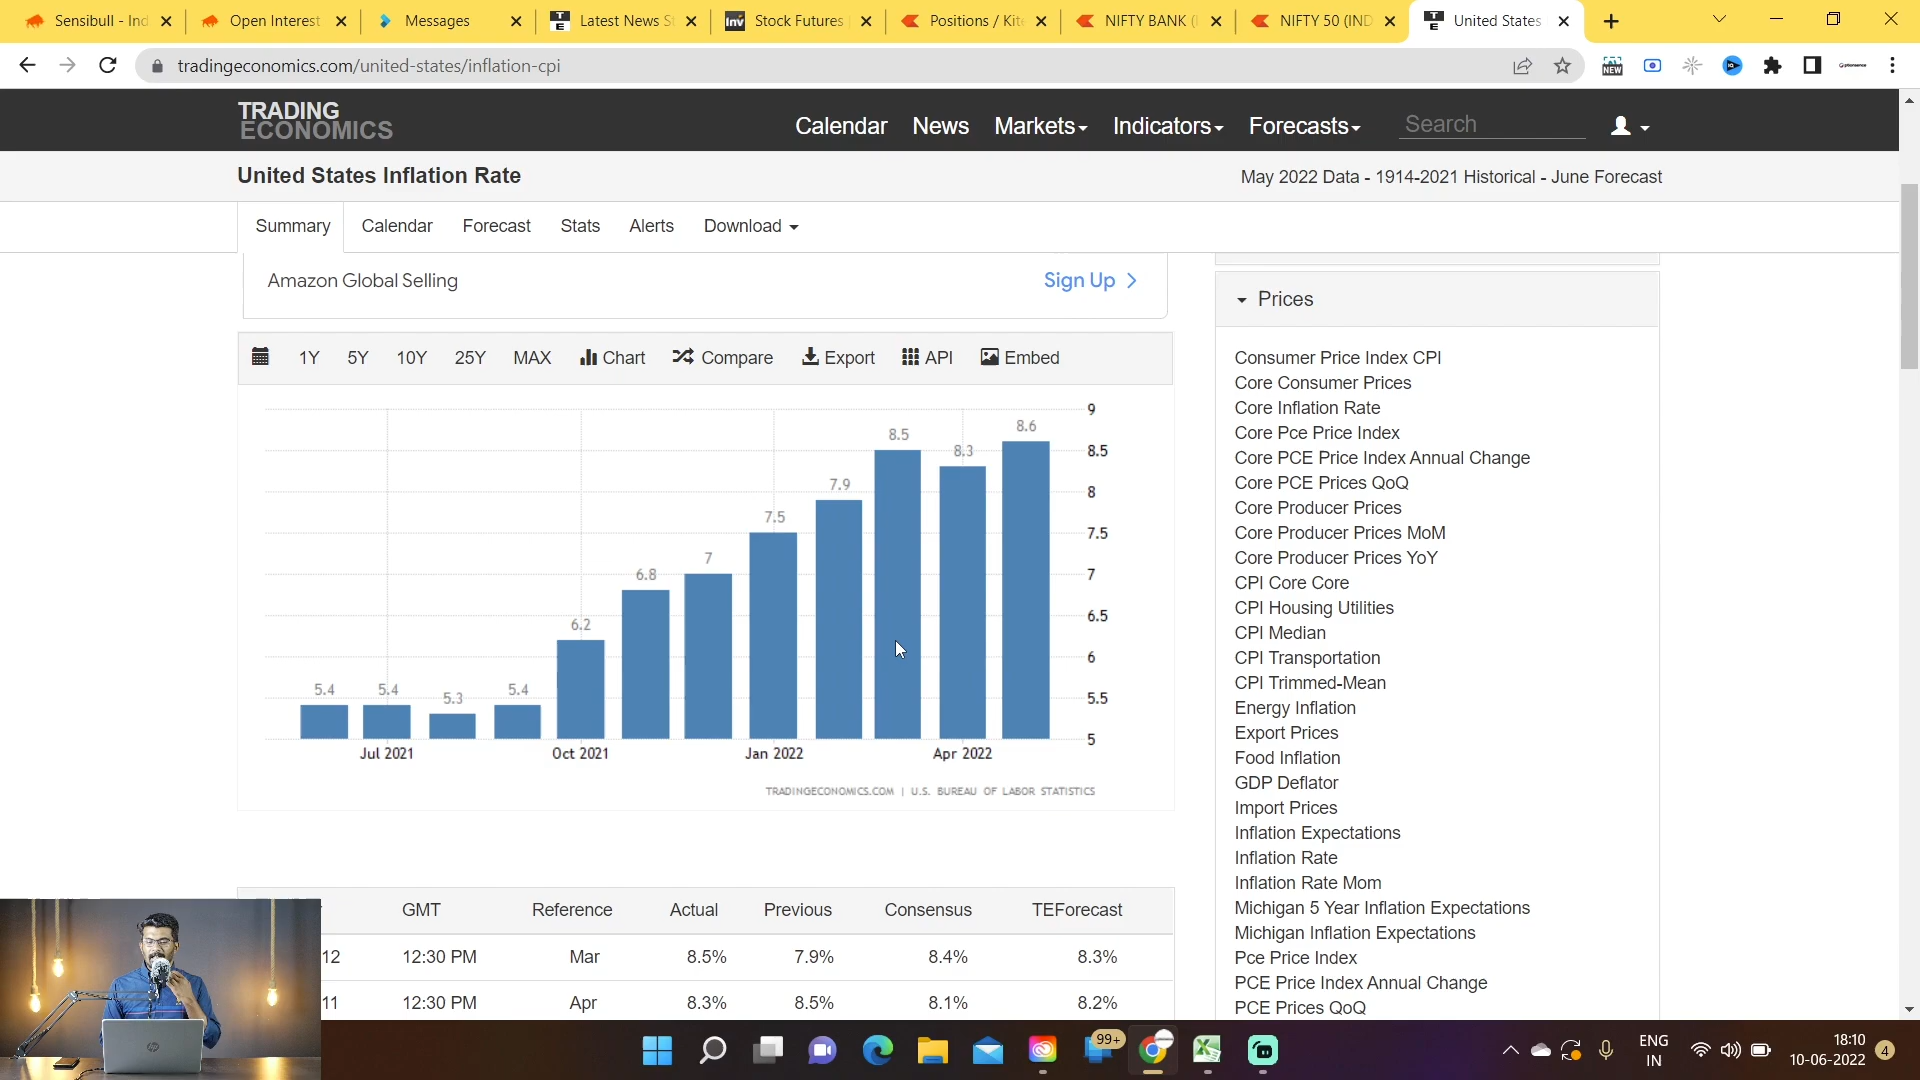 Sensibull - Ind
Open Interest
Messages
Latest News St
Stock Futures
Positions / Kite
NIFTY BANK (I
NIFTY 50 (IND
United States
tradingeconomics.com/united-states/inflation-cpi
NEW
TRADING
ECONOMICS
Calendar News Markets Indicators Forecasts Search
United States Inflation Rate
May 2022 Data - 1914-2021 Historical - June Forecast
Summary Calendar Forecast Stats Alerts Download
Amazon Global Selling Sign Up
1Y 5Y 10Y 25Y MAX Chart Compare Export API Embed
9
8.5
8
7.5
7
6.5
6
5.5
5
5.4 5.4 5.3 5.4 6.2 6.8 7 7.5 7.9 8.5 8.3 8.6
Jul 2021 Oct 2021 Jan 2022 Apr 2022
TRADINGECONOMICS.COM | U.S. BUREAU OF LABOR STATISTICS
GMT Reference Actual Previous Consensus TEForecast
12 12:30 PM Mar 8.5% 7.9% 8.4% 8.3%
11 12:30 PM Apr 8.3% 8.5% 8.1% 8.2%
Prices
Consumer Price Index CPI
Core Consumer Prices
Core Inflation Rate
Core Pce Price Index
Core PCE Price Index Annual Change
Core PCE Prices QoQ
Core Producer Prices
Core Producer Prices MoM
Core Producer Prices YoY
CPI Core Core
CPI Housing Utilities
CPI Median
CPI Transportation
CPI Trimmed-Mean
Energy Inflation
Export Prices
Food Inflation
GDP Deflator
Import Prices
Inflation Expectations
Inflation Rate
Inflation Rate Mom
Michigan 5 Year Inflation Expectations
Michigan Inflation Expectations
Pce Price Index
PCE Price Index Annual Change
PCE Prices QoQ
99+
ENG
IN
18:10
10-06-2022
4